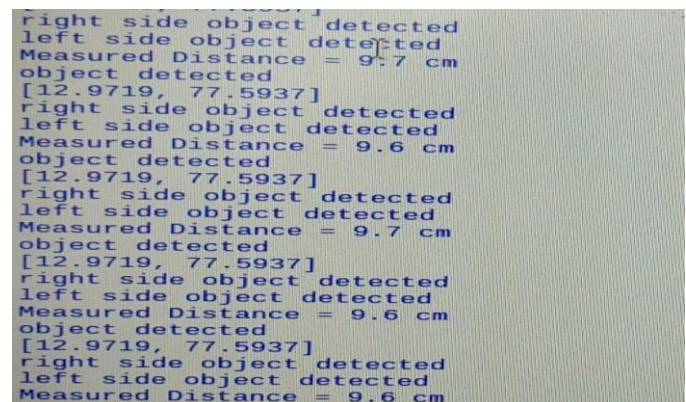 right side object detected
left side object detected
Measured Distance = 9.7 cm
object detected
[12.9719, 77.5937]
right side object detected
left side object detected
Measured Distance = 9.6 cm
object detected
[12.9719, 77.5937]
right side object detected
left side object detected
Measured Distance = 9.7 cm
object detected
[12.9719, 77.5937]
right side object detected
left side object detected
Measured Distance = 9.6 cm
object detected
[12.9719, 77.5937]
right side object detected
left side object detected
Measured Distance = 9.6 cm